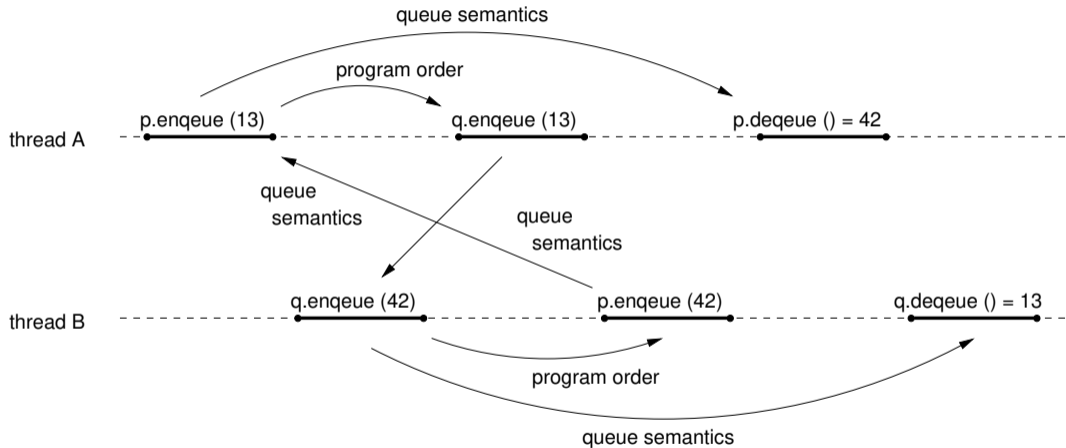 queue semantics
program order
p.enqeue (13)
q.enqeue (13)
p.deqeue () = 42
thread A
queue
semantics
queue
semantics
q.enqeue (42)
p.enqeue (42)
q.deqeue () = 13
thread B
program order
queue semantics